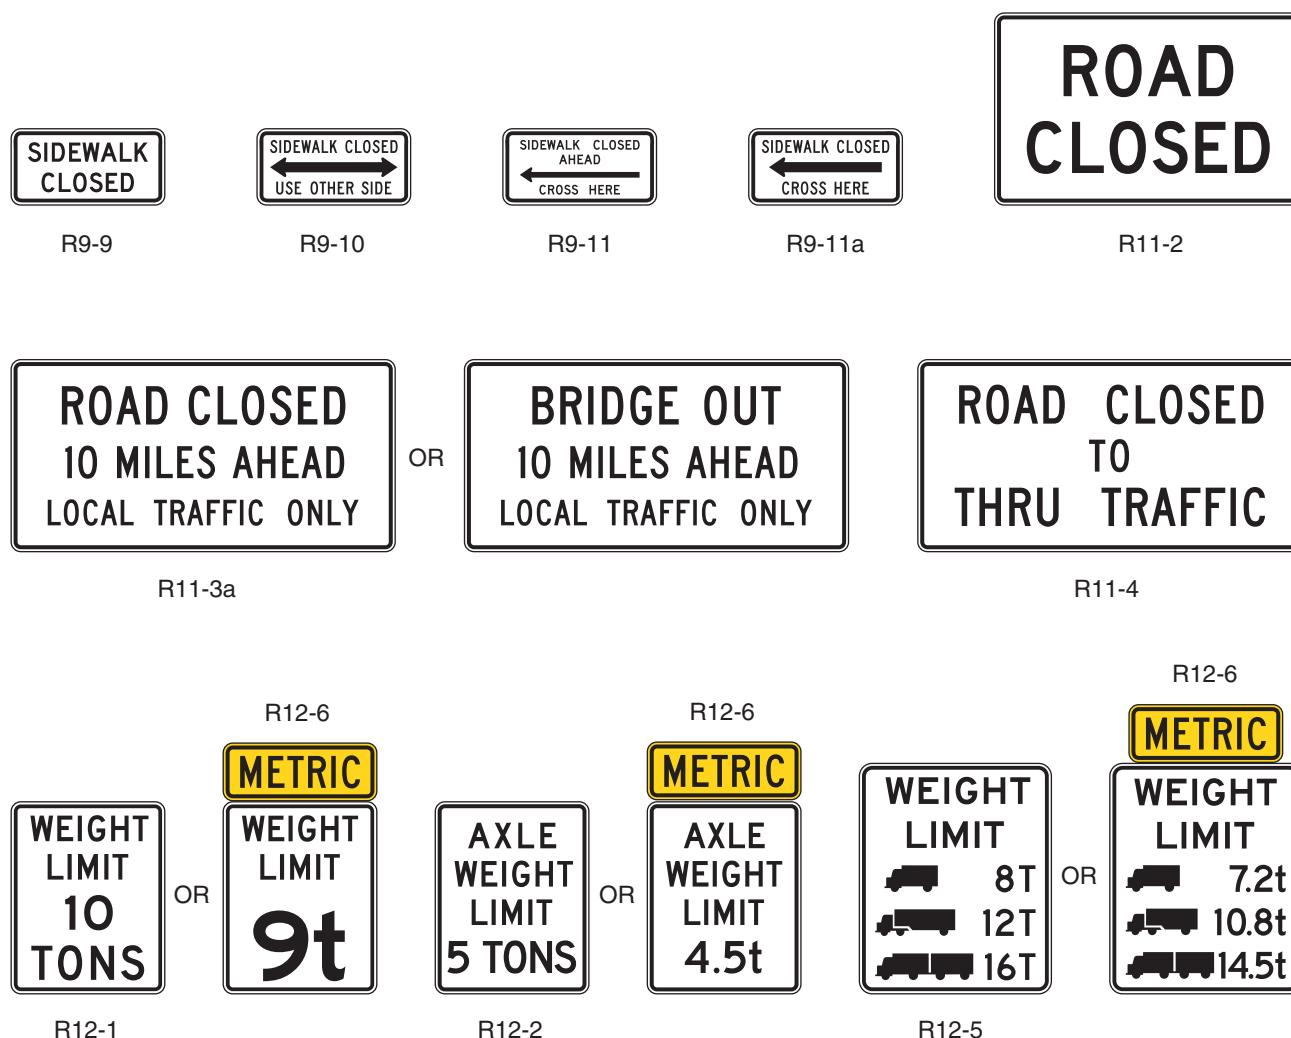 SIDEWALK
CLOSED
R9-9
SIDEWALK CLOSED
USE OTHER SIDE
R9-10
SIDEWALK CLOSED
AHEAD
CROSS HERE
R9-11
SIDEWALK CLOSED
CROSS HERE
R9-11a
ROAD
CLOSED
R11-2
ROAD CLOSED
10 MILES AHEAD
LOCAL TRAFFIC ONLY
R11-3a
OR
BRIDGE OUT
10 MILES AHEAD
LOCAL TRAFFIC ONLY
ROAD CLOSED
TO
THRU TRAFFIC
R11-4
WEIGHT
LIMIT
10
TONS
R12-1
OR
R12-6
METRIC
WEIGHT
LIMIT
9t
AXLE
WEIGHT
LIMIT
5 TONS
R12-2
OR
R12-6
METRIC
AXLE
WEIGHT
LIMIT
4.5t
WEIGHT
LIMIT
8T
12T
16T
R12-5
OR
R12-6
METRIC
WEIGHT
LIMIT
7.2t
10.8t
14.5t